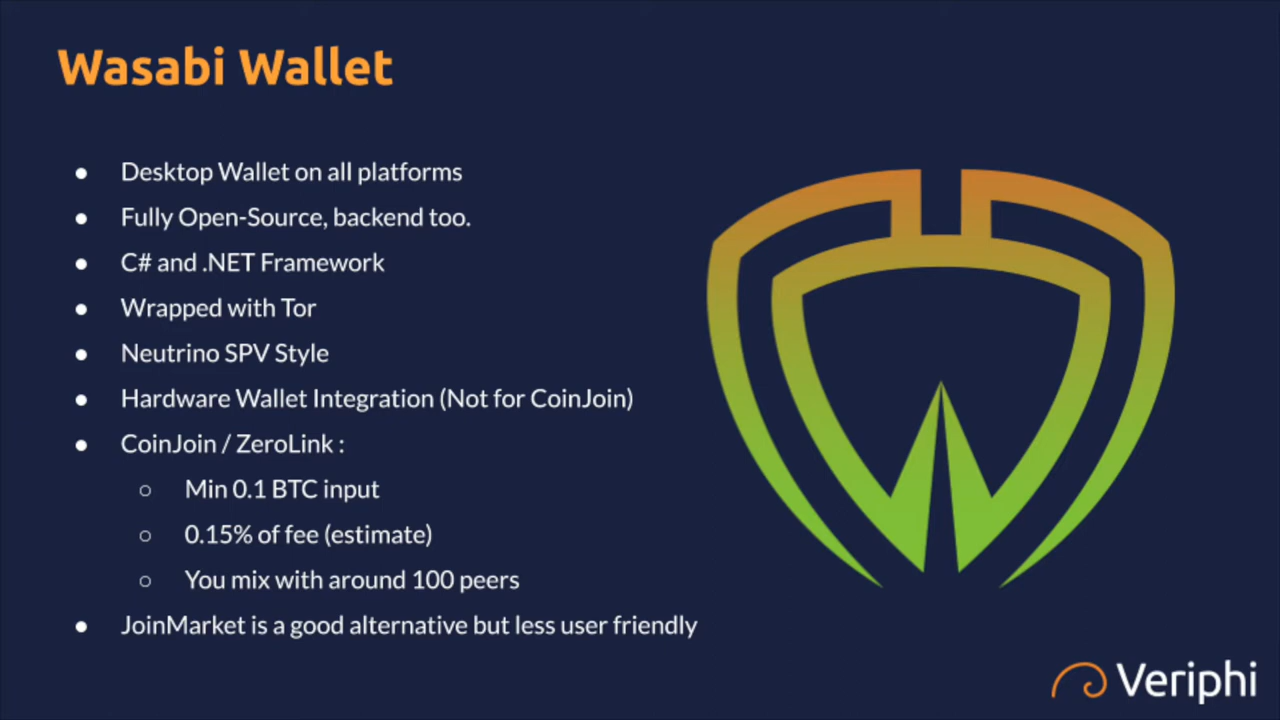 Wasabi Wallet
● Desktop Wallet on all platforms
● Fully Open-Source, backend too.
● C# and .NET Framework
● Wrapped with Tor
● Neutrino SPV Style
● Hardware Wallet Integration (Not for CoinJoin)
● CoinJoin / ZeroLink :
○ Min 0.1 BTC input
○ 0.15% of fee (estimate)
○ You mix with around 100 peers
● JoinMarket is a good alternative but less user friendly
Veriphi